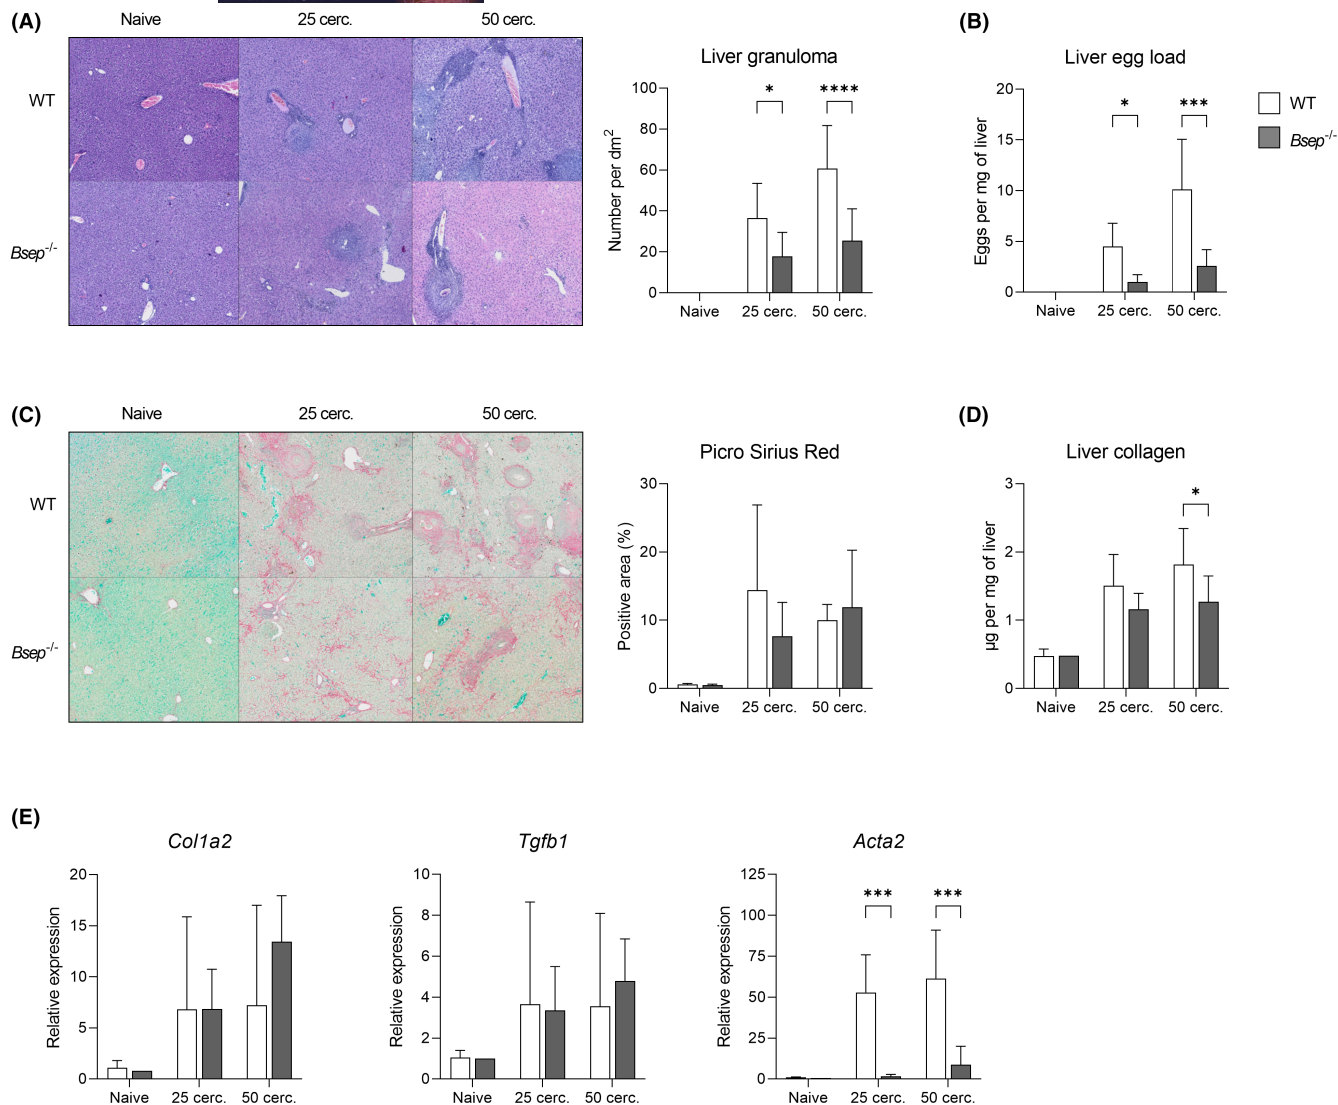 (A)
Naive 25 cerc. 50 cerc.
WT
Bsep-/-
Liver granuloma
Number per dm2
100
80
60
40
20
0
* ****
Naive 25 cerc. 50 cerc.
(B)
Liver egg load
Eggs per mg of liver
20
15
10
5
0
* ***
Naive 25 cerc. 50 cerc.
WT
Bsep-/-
(C)
Naive 25 cerc. 50 cerc.
WT
Bsep-/-
Picro Sirius Red
Positive area (%)
30
20
10
0
Naive 25 cerc. 50 cerc.
(D)
Liver collagen
µg per mg of liver
3
2
1
0
*
Naive 25 cerc. 50 cerc.
(E)
Col1a2
Relative expression
20
15
10
5
0
Naive 25 cerc. 50 cerc.
Tgfb1
Relative expression
10
8
6
4
2
0
Naive 25 cerc. 50 cerc.
Acta2
Relative expression
125
100
75
50
25
0
*** ***
Naive 25 cerc. 50 cerc.